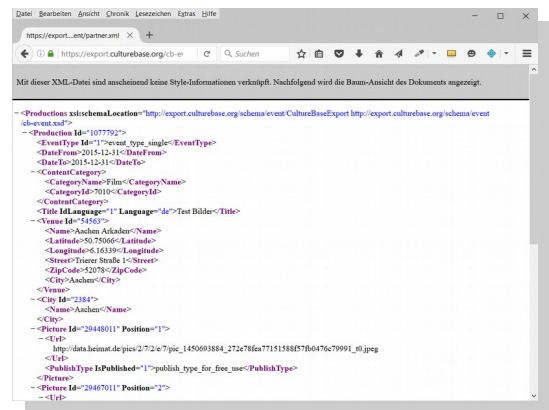 Datei Bearbeiten Ansicht Chronik Lesezeichen Extras Hilfe
https://export....ent/partner.xml
https://export.culturebase.org/cb-e
Suchen
Mit dieser XML-Datei sind anscheinend keine Style-Informationen verknüpft. Nachfolgend wird die Baum-Ansicht des Dokuments angezeigt.
-<Productions xsi:schemaLocation="http://export.culturebase.org/schema/event/CultureBaseExport http://export.culturebase.org/schema/event
/cb-event.xsd">
-<Production Id="1077792">
<EventType Id="1">event_type_single</EventType>
<DateFrom>2015-12-31</DateFrom>
<DateTo>2015-12-31</DateTo>
-<ContentCategory>
<CategoryName>Film</CategoryName>
<CategoryId>7010</CategoryId>
</ContentCategory>
<Title IdLanguage="1" Language="de">Test Bilder</Title>
-<Venue Id="54563">
<Name>Aachen Arkaden</Name>
<Latitude>50.75066</Latitude>
<Longitude>6.16339</Longitude>
<Street>Trierer Straße 1</Street>
<ZipCode>52078</ZipCode>
<City>Aachen</City>
</Venue>
-<City Id="2384">
<Name>Aachen</Name>
</City>
-<Picture Id="29448011" Position="1">
-<Url>
http://data.heimat.de/pics/2/7/2/e/7/pic_1450693884_272e78fea77151588f57fb0476c79991_t0.jpeg
</Url>
<PublishType IsPublished="1">publish_type_for_free_use</PublishType>
</Picture>
-<Picture Id="29467011" Position="2">
-<Url>